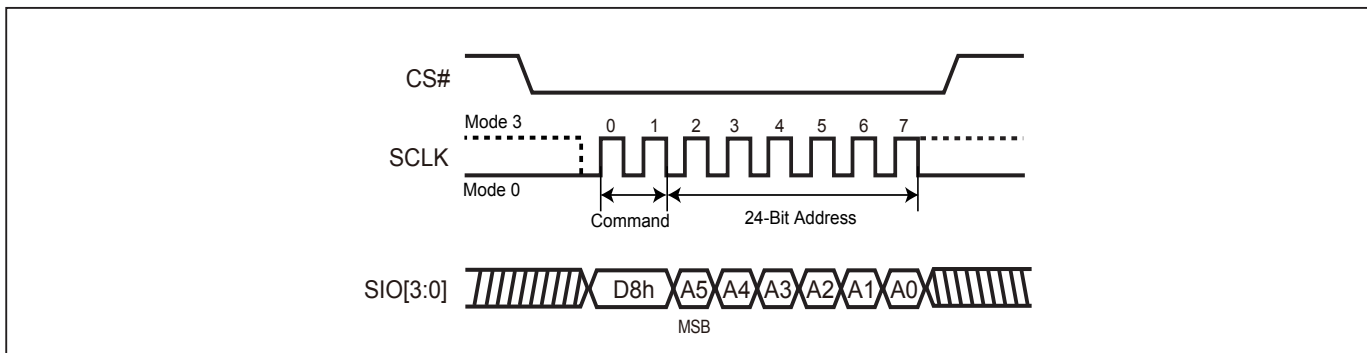 CS#
Mode 3
0 1 2 3 4 5 6 7
SCLK
Mode 0
Command
24-Bit Address
SIO[3:0]
D8h A5 A4 A3 A2 A1 A0
MSB